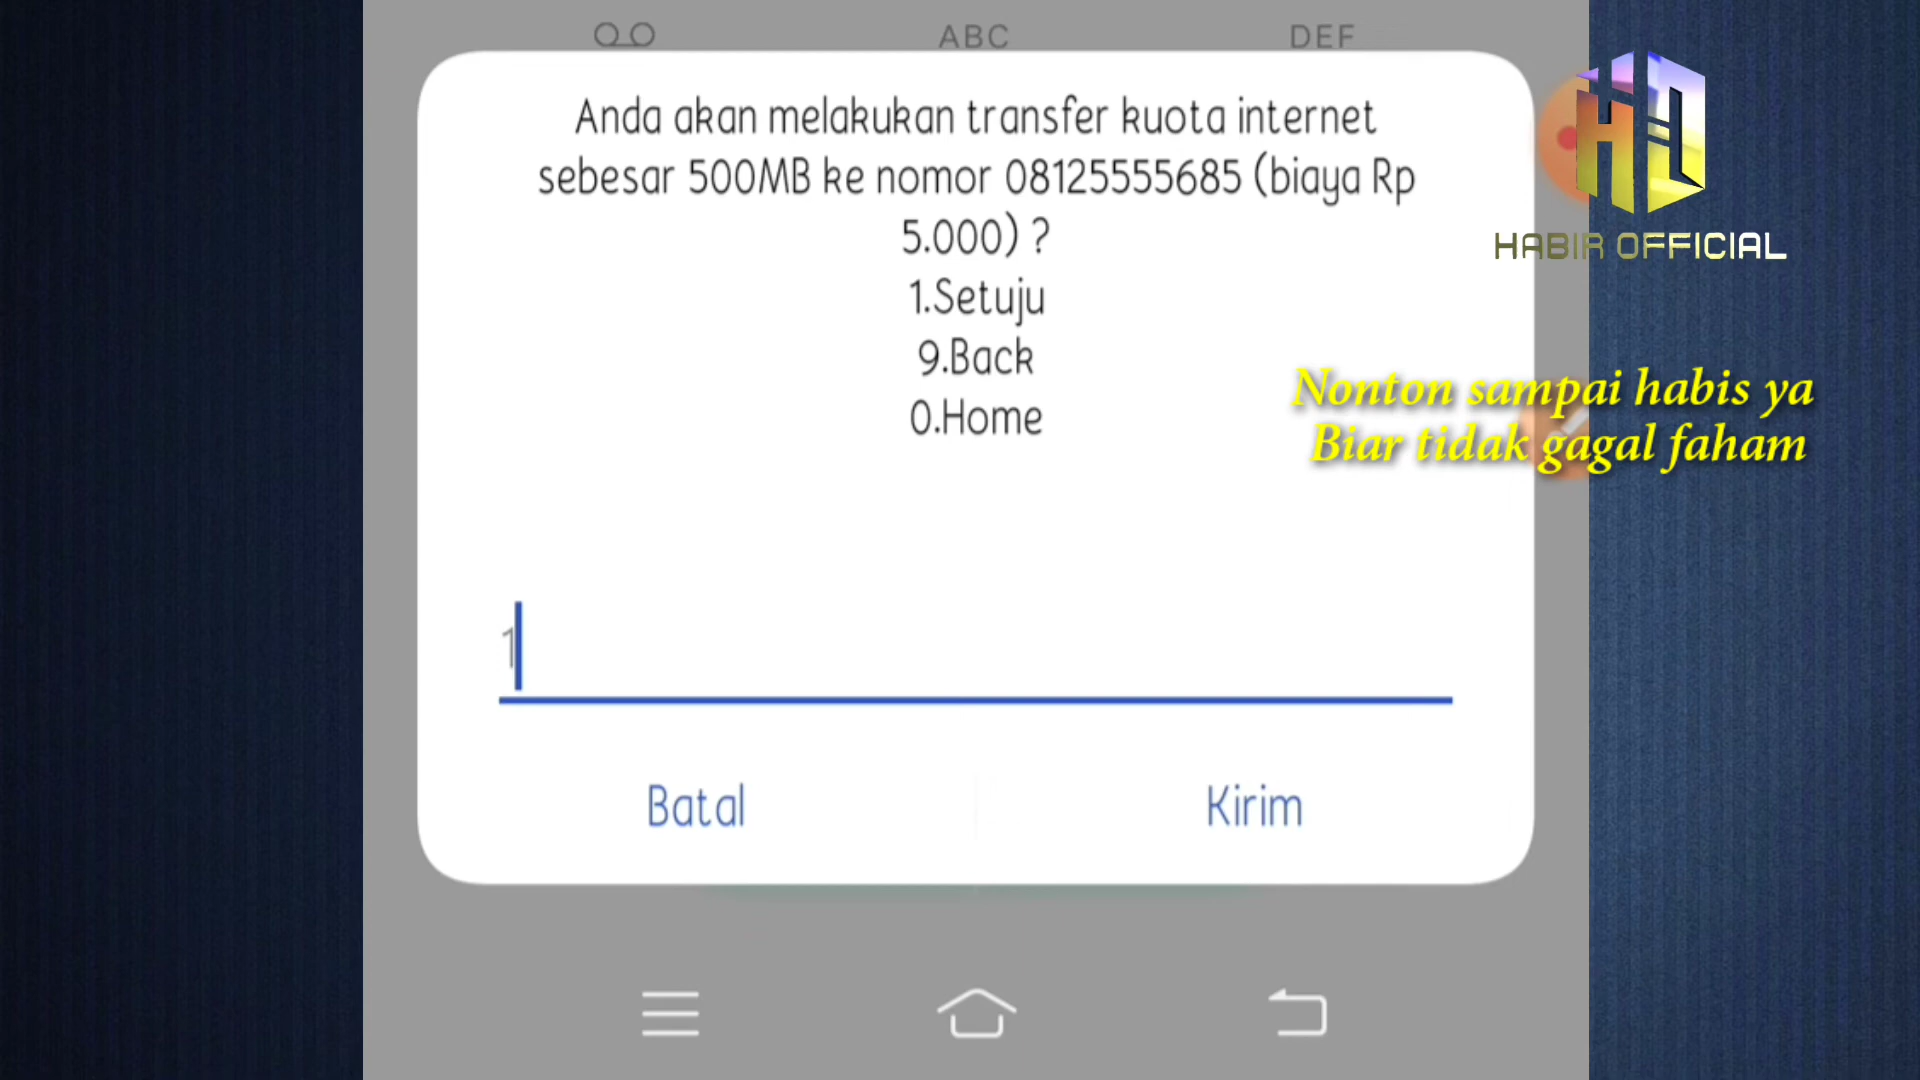 ABC
DEF
Anda akan melakukan transfer kuota internet
sebesar 500MB ke nomor 08125555685 (biaya Rp
5.000) ?
1.Setuju
9.Back
0.Home
HABIR OFFICIAL
Nonton sampai habis ya
Biar tidak gagal faham
1
Batal
Kirim